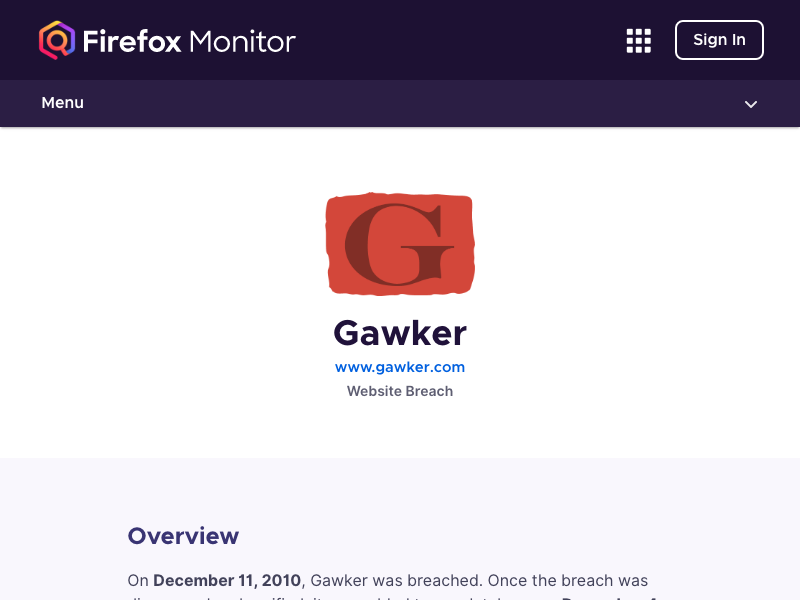 Firefox Monitor
Sign In
Menu
G
Gawker
www.gawker.com
Website Breach
Overview
On December 11, 2010, Gawker was breached. Once the breach was